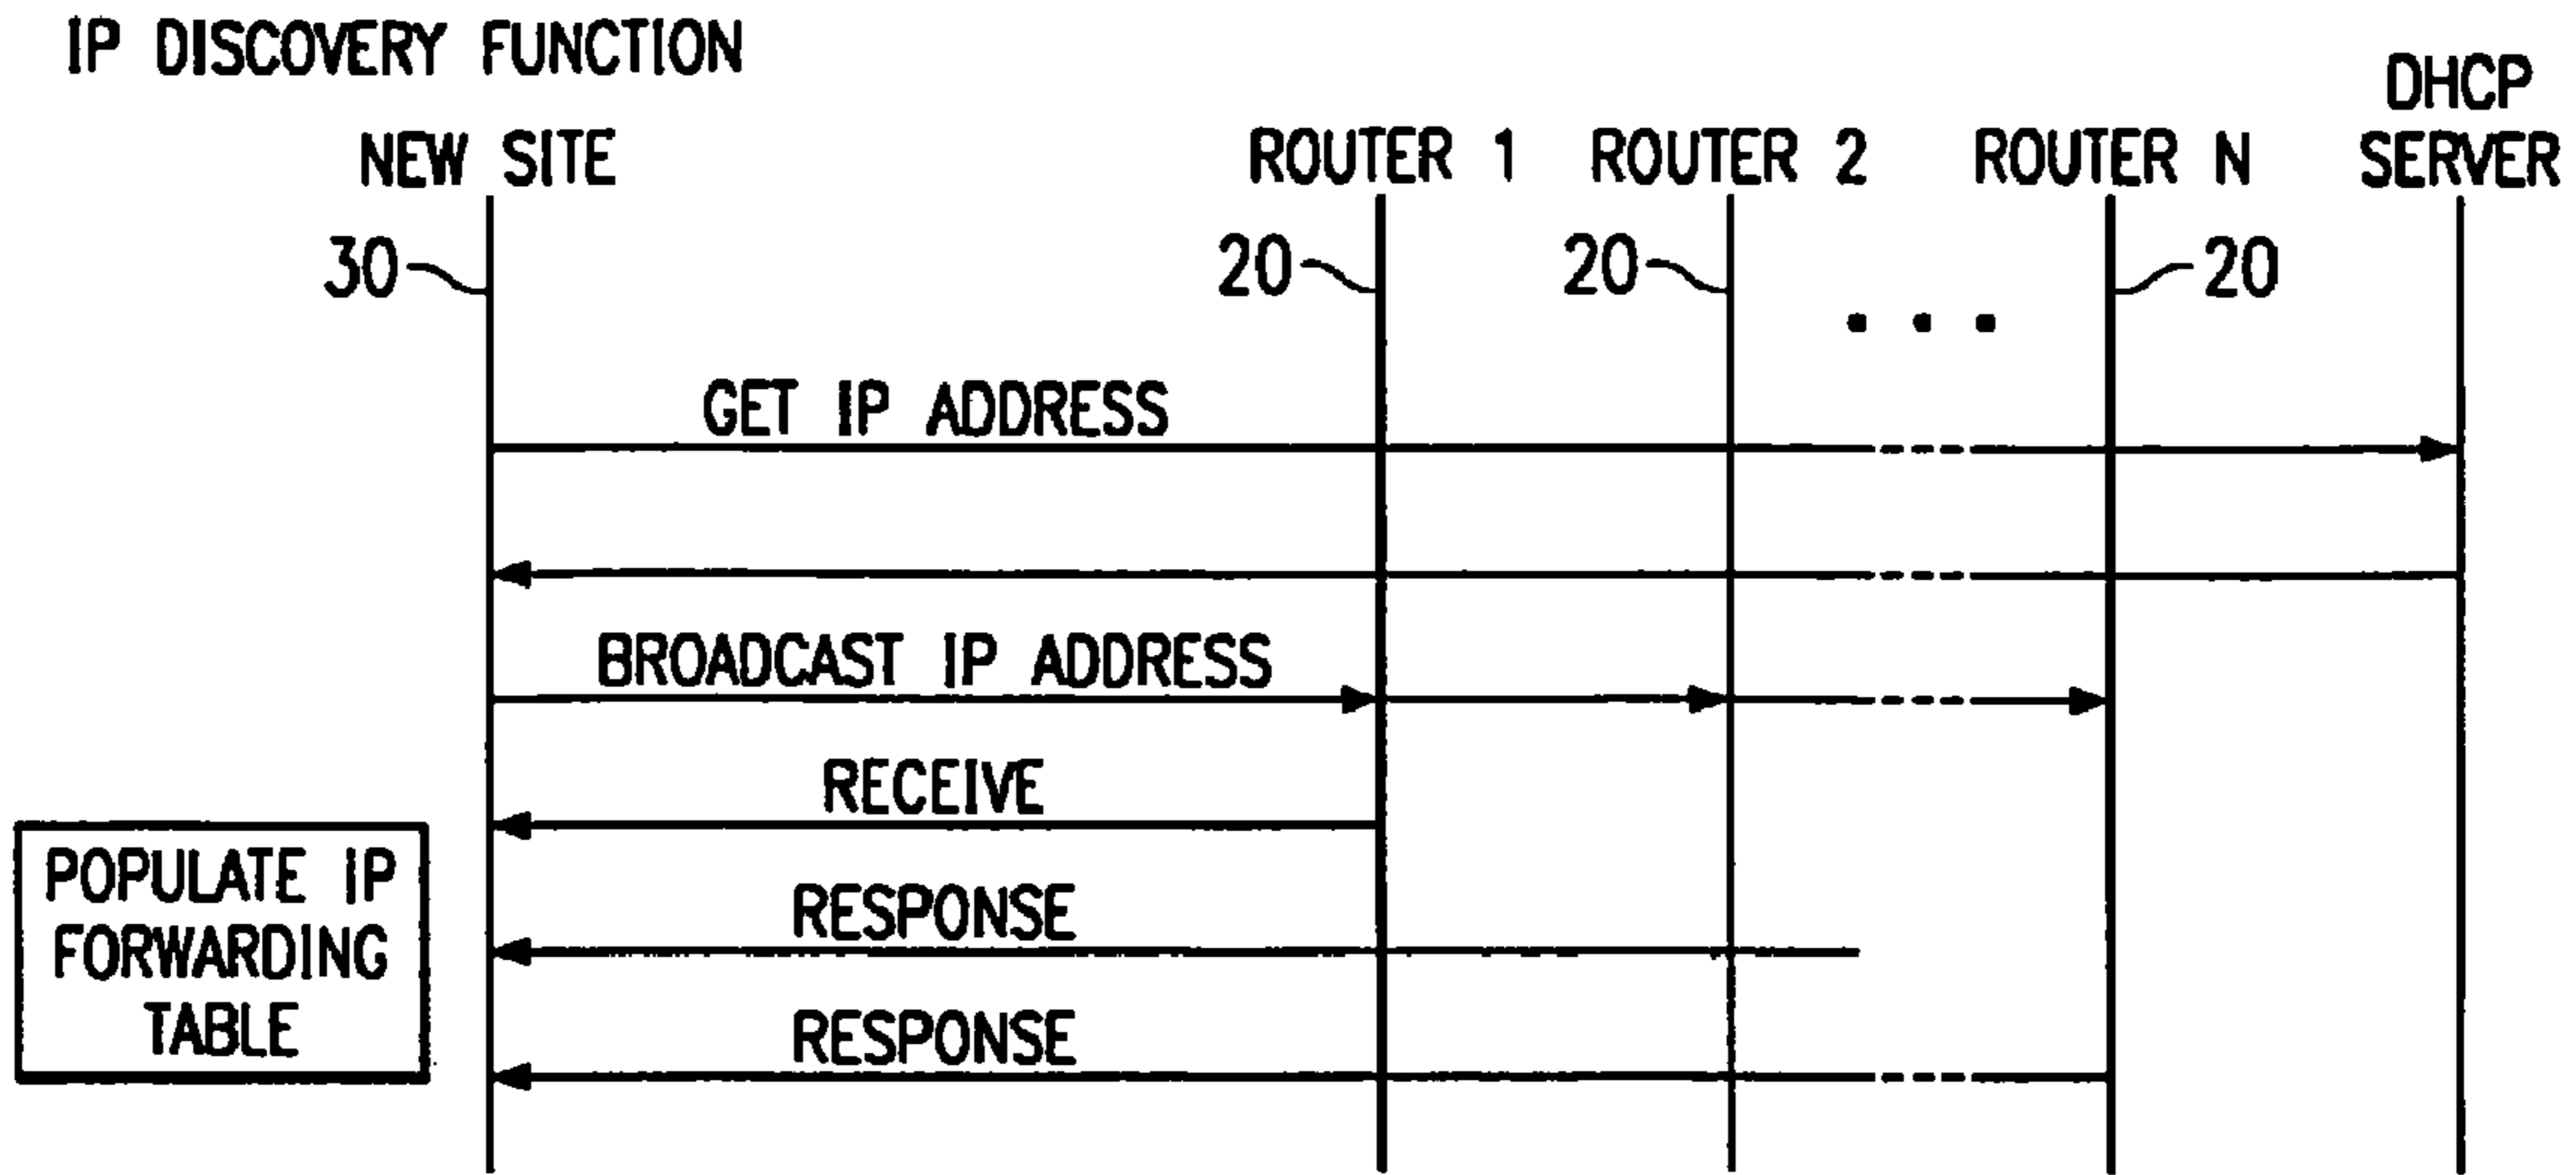 IP DISCOVERY FUNCTION
NEW SITE
ROUTER 1
ROUTER 2
ROUTER N
DHCP
SERVER
30
20
20
20
GET IP ADDRESS
BROADCAST IP ADDRESS
RECEIVE
POPULATE IP
FORWARDING
TABLE
RESPONSE
RESPONSE